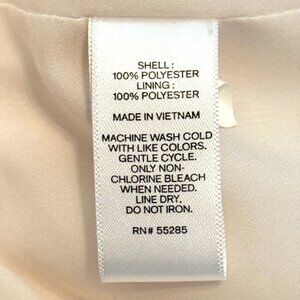 SHELL :
100% POLYESTER
LINING :
100% POLYESTER
MADE IN VIETNAM
MACHINE WASH COLD
WITH LIKE COLORS.
GENTLE CYCLE.
ONLY NON-
CHLORINE BLEACH
WHEN NEEDED.
LINE DRY.
DO NOT IRON.
RN# 55285